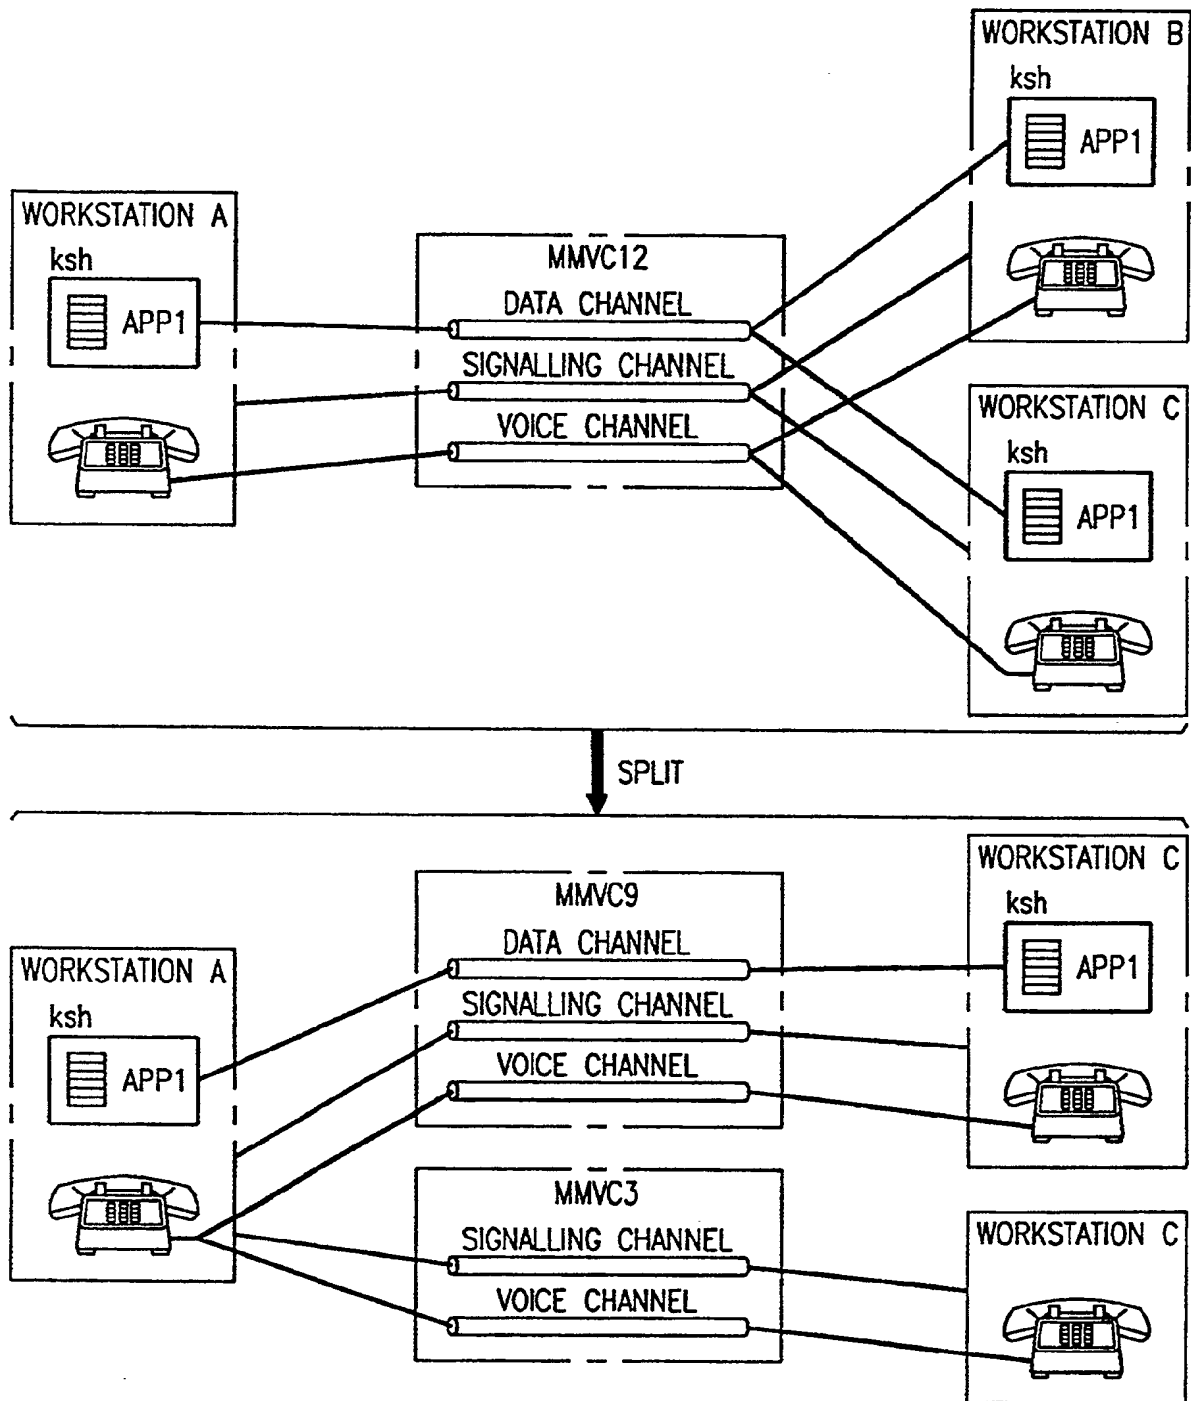 WORKSTATION B
ksh
APP1
WORKSTATION A
ksh
APP1
MMVC12
DATA CHANNEL
SIGNALLING CHANNEL
VOICE CHANNEL
WORKSTATION C
ksh
APP1
SPLIT
WORKSTATION A
ksh
APP1
MMVC9
DATA CHANNEL
SIGNALLING CHANNEL
VOICE CHANNEL
WORKSTATION C
ksh
APP1
MMVC3
SIGNALLING CHANNEL
VOICE CHANNEL
WORKSTATION C